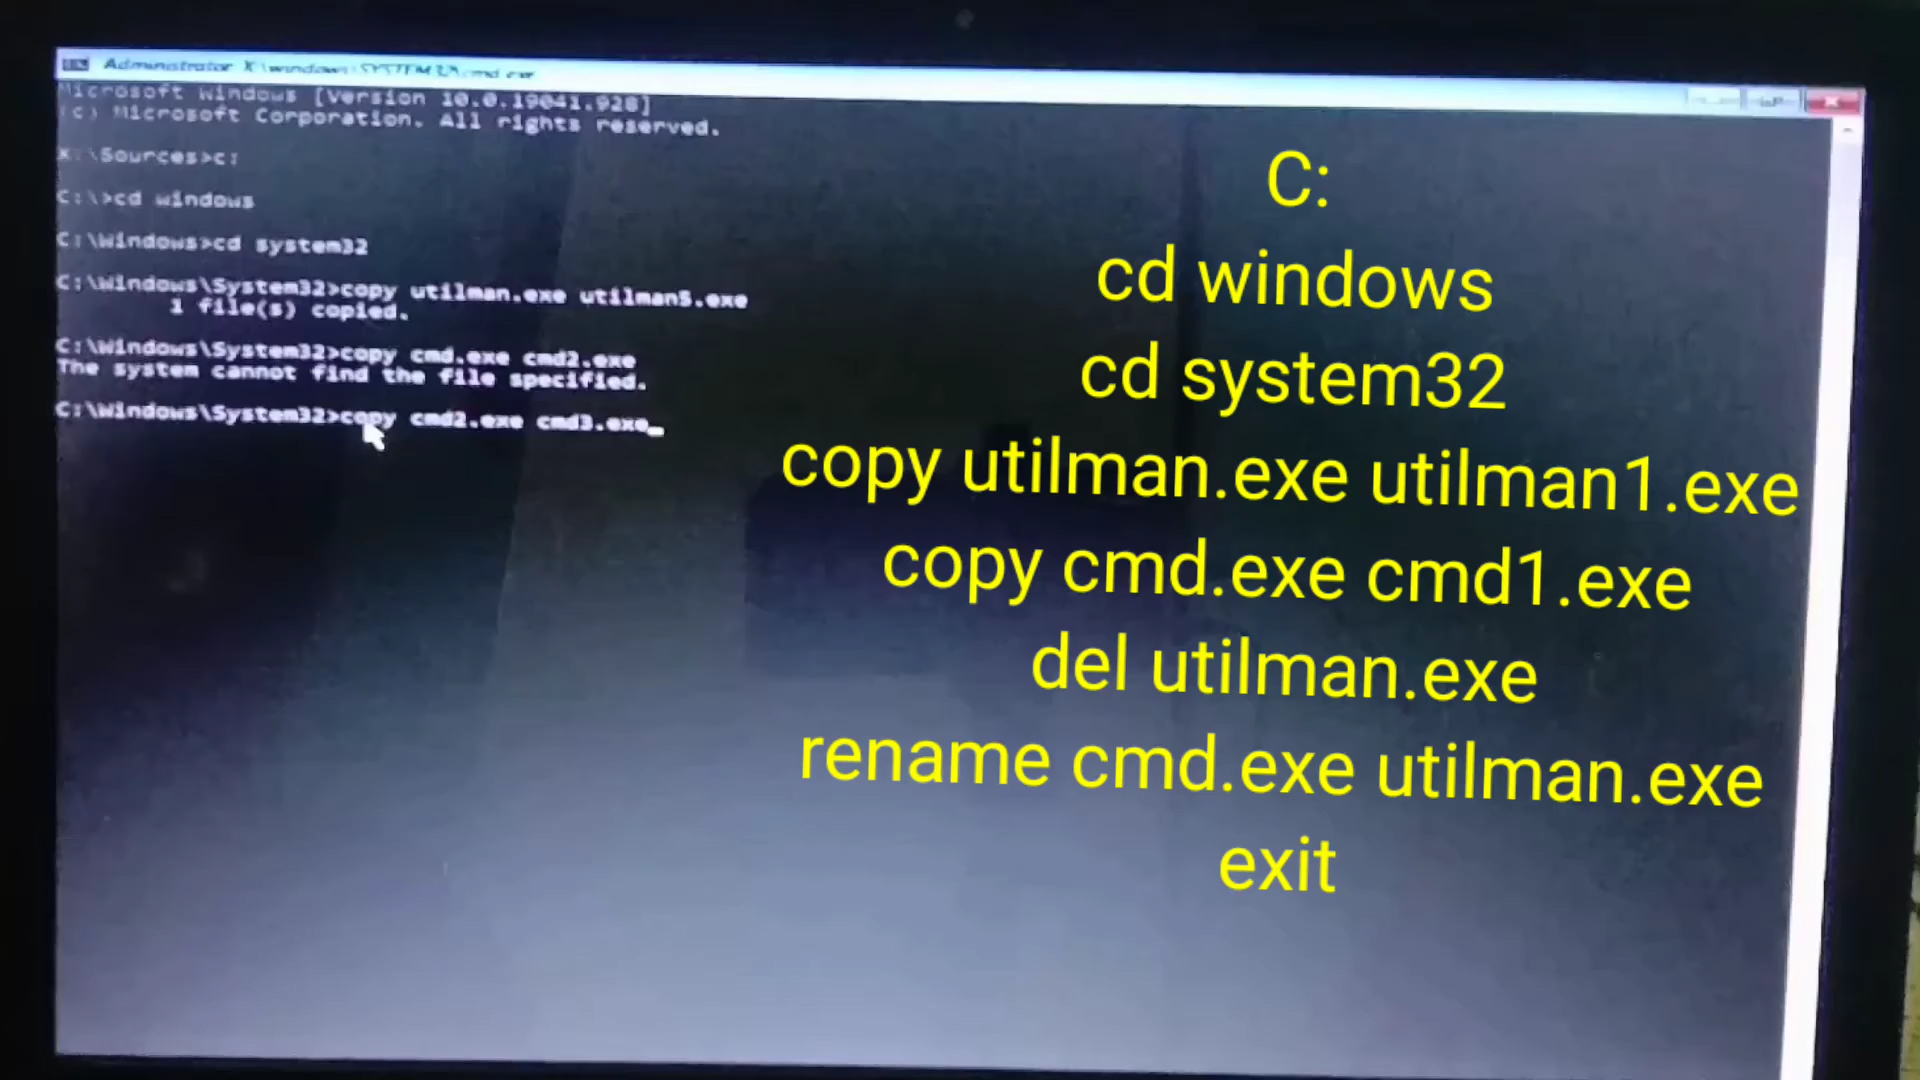 Administrator X:\windows\SYSTEM32\cmd.exe
Microsoft Windows [Version 10.0.19041.928]
(c) Microsoft Corporation. All rights reserved.
X:\Sources>c:
C:\>cd windows
C:\Windows>cd system32
C:\Windows\System32>copy utilman.exe utilman5.exe
1 file(s) copied.
C:\Windows\System32>copy cmd.exe cmd2.exe
The system cannot find the file specified.
C:\Windows\System32>copy cmd2.exe cmd3.exe_
C:
cd windows
cd system32
copy utilman.exe utilman1.exe
copy cmd.exe cmd1.exe
del utilman.exe
rename cmd.exe utilman.exe
exit